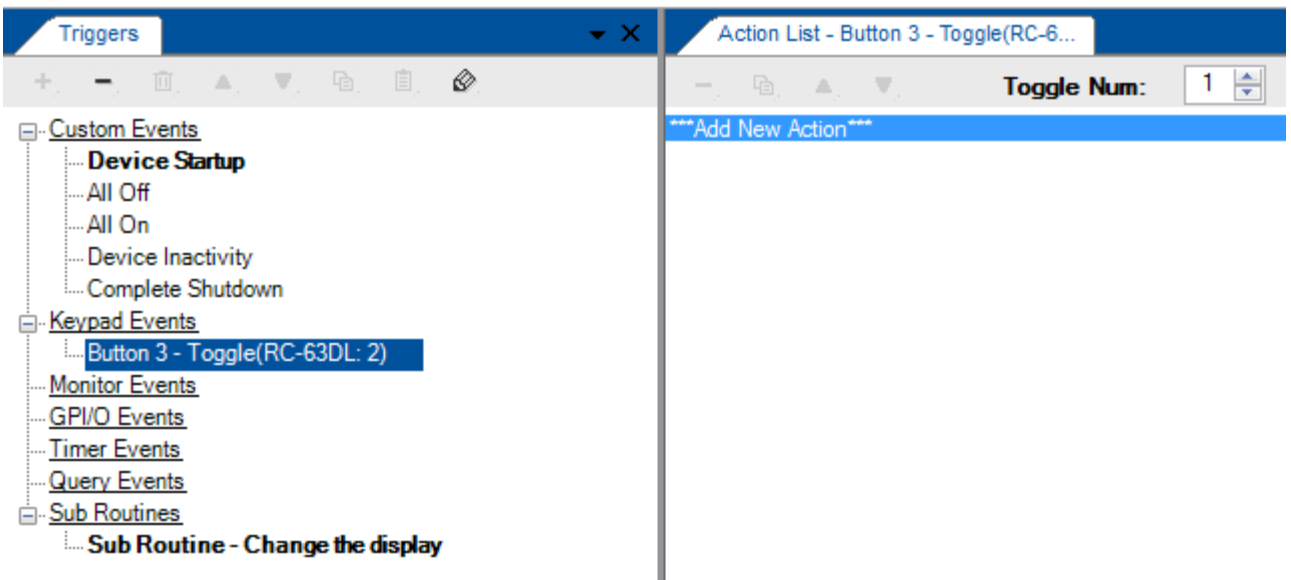 Triggers
Custom Events
Device Startup
All Off
All On
Device Inactivity
Complete Shutdown
Keypad Events
Button 3 - Toggle(RC-63DL: 2)
Monitor Events
GPI/O Events
Timer Events
Query Events
Sub Routines
Sub Routine - Change the display
Action List - Button 3 - Toggle(RC-6...
Toggle Num: 1
***Add New Action***